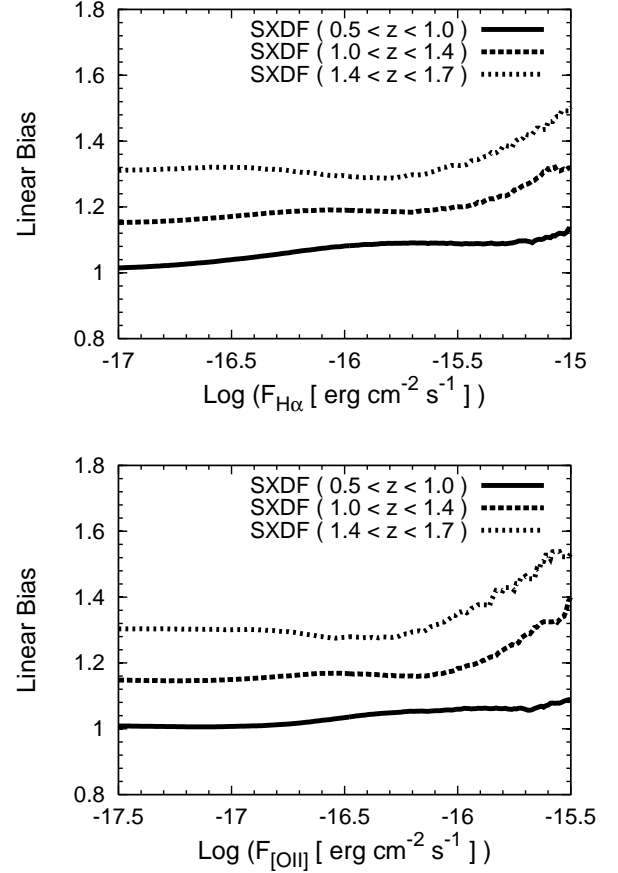 1.8
1.6
1.4
1.2
1
0.8
Linear Bias
SXDF ( 0.5 < z < 1.0 )
SXDF ( 1.0 < z < 1.4 )
SXDF ( 1.4 < z < 1.7 )
-17 -16.5 -16 -15.5 -15
Log (F_Hα [ erg cm⁻² s⁻¹ ] )
1.8
1.6
1.4
1.2
1
0.8
Linear Bias
SXDF ( 0.5 < z < 1.0 )
SXDF ( 1.0 < z < 1.4 )
SXDF ( 1.4 < z < 1.7 )
-17.5 -17 -16.5 -16 -15.5
Log (F_[OII] [ erg cm⁻² s⁻¹ ] )